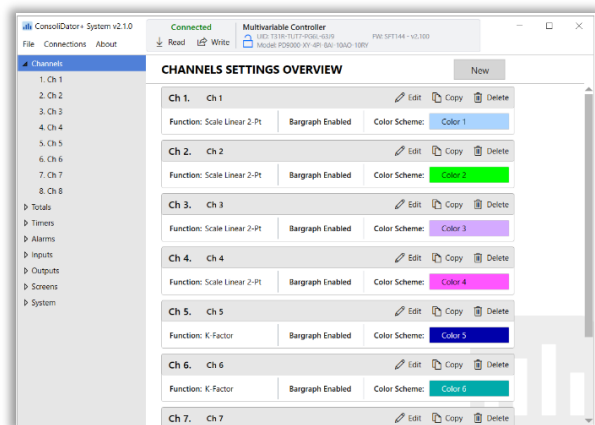 ConsoliDator+ System v2.1.0
File Connections About
Connected
Read Write
Multivariable Controller
FW: SFT144 - v2.100
Model: PD9000-XY-4PI-8AI-10AO-10RY
Channels
1. Ch 1
2. Ch 2
3. Ch 3
4. Ch 4
5. Ch 5
6. Ch 6
7. Ch 7
8. Ch 8
Totals
Timers
Alarms
Inputs
Outputs
Screens
System
CHANNELS SETTINGS OVERVIEW New
Ch 1. Ch 1 Edit Copy Delete
Function: Scale Linear 2-Pt Bargraph Enabled Color Scheme: Color 1
Ch 2. Ch 2 Edit Copy Delete
Function: Scale Linear 2-Pt Bargraph Enabled Color Scheme: Color 2
Ch 3. Ch 3 Edit Copy Delete
Function: Scale Linear 2-Pt Bargraph Enabled Color Scheme: Color 3
Ch 4. Ch 4 Edit Copy Delete
Function: Scale Linear 2-Pt Bargraph Enabled Color Scheme: Color 4
Ch 5. Ch 5 Edit Copy Delete
Function: K-Factor Bargraph Enabled Color Scheme: Color 5
Ch 6. Ch 6 Edit Copy Delete
Function: K-Factor Bargraph Enabled Color Scheme: Color 6
Ch 7. Ch 7 Edit Copy Delete